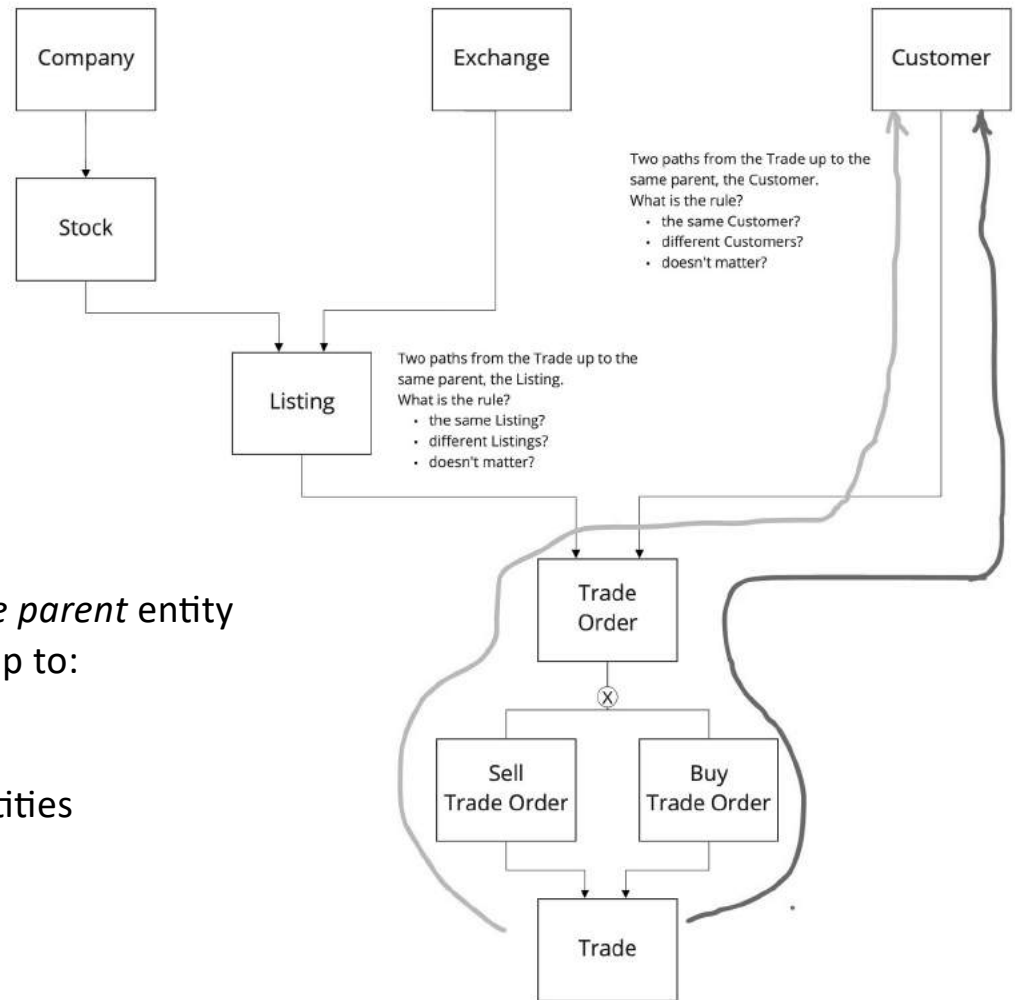 Company
Exchange
Customer
Two paths from the Trade up to the
same parent, the Customer.
What is the rule?
• the same Customer?
• different Customers?
• doesn't matter?
Stock
Listing
Two paths from the Trade up to the
same parent, the Listing.
What is the rule?
• the same Listing?
• different Listings?
• doesn't matter?
Trade
Order
e parent entity
p to:
X
Sell
Trade Order
Buy
Trade Order
tities
Trade